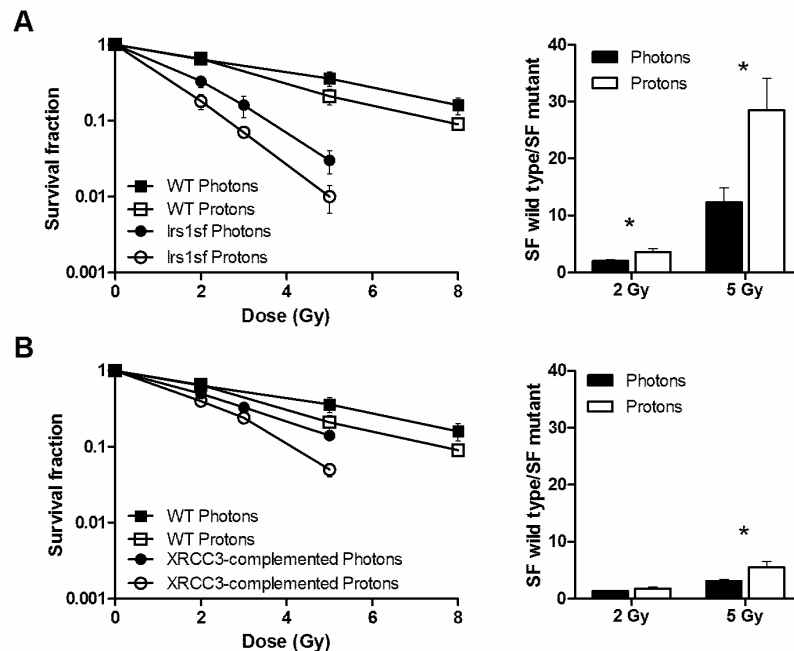 A
Survival fraction
1
0.1
0.01
0.001
WT Photons
WT Protons
Irs1sf Photons
Irs1sf Protons
0 2 4 6 8
Dose (Gy)
SF wild type/SF mutant
40
30
20
10
0
Photons
Protons
*
*
2 Gy 5 Gy
B
Survival fraction
1
0.1
0.01
0.001
WT Photons
WT Protons
XRCC3-complemented Photons
XRCC3-complemented Protons
0 2 4 6 8
Dose (Gy)
SF wild type/SF mutant
40
30
20
10
0
Photons
Protons
*
2 Gy 5 Gy